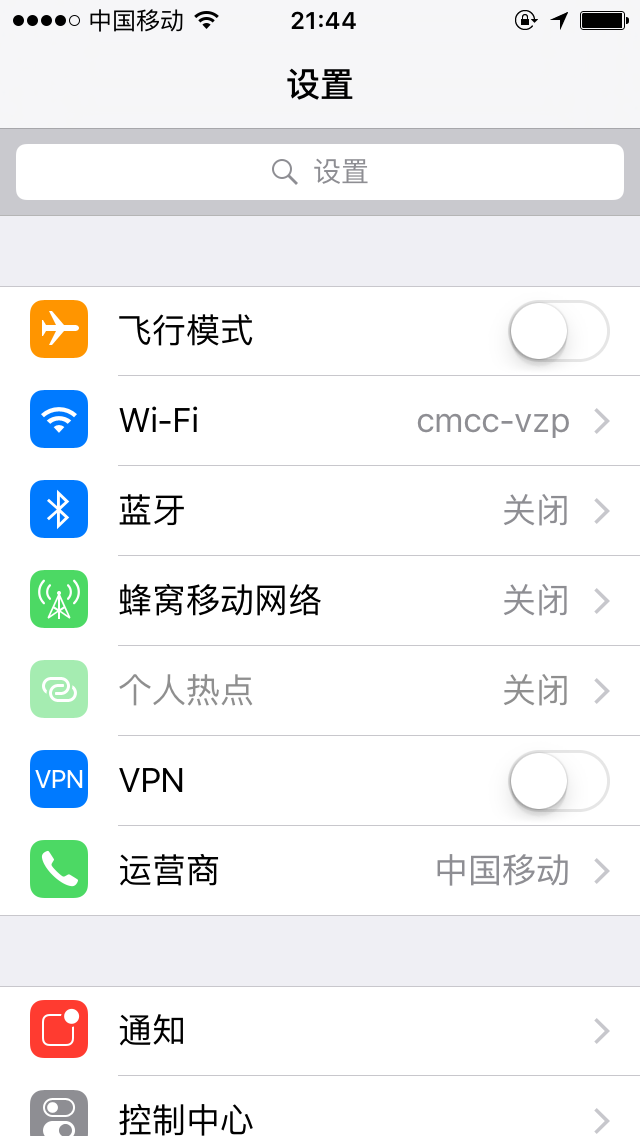 中国移动 21:44
设置
设置
飞行模式
Wi-Fi cmcc-vzp
蓝牙 关闭
蜂窝移动网络 关闭
个人热点 关闭
VPN VPN
运营商 中国移动
通知
控制中心